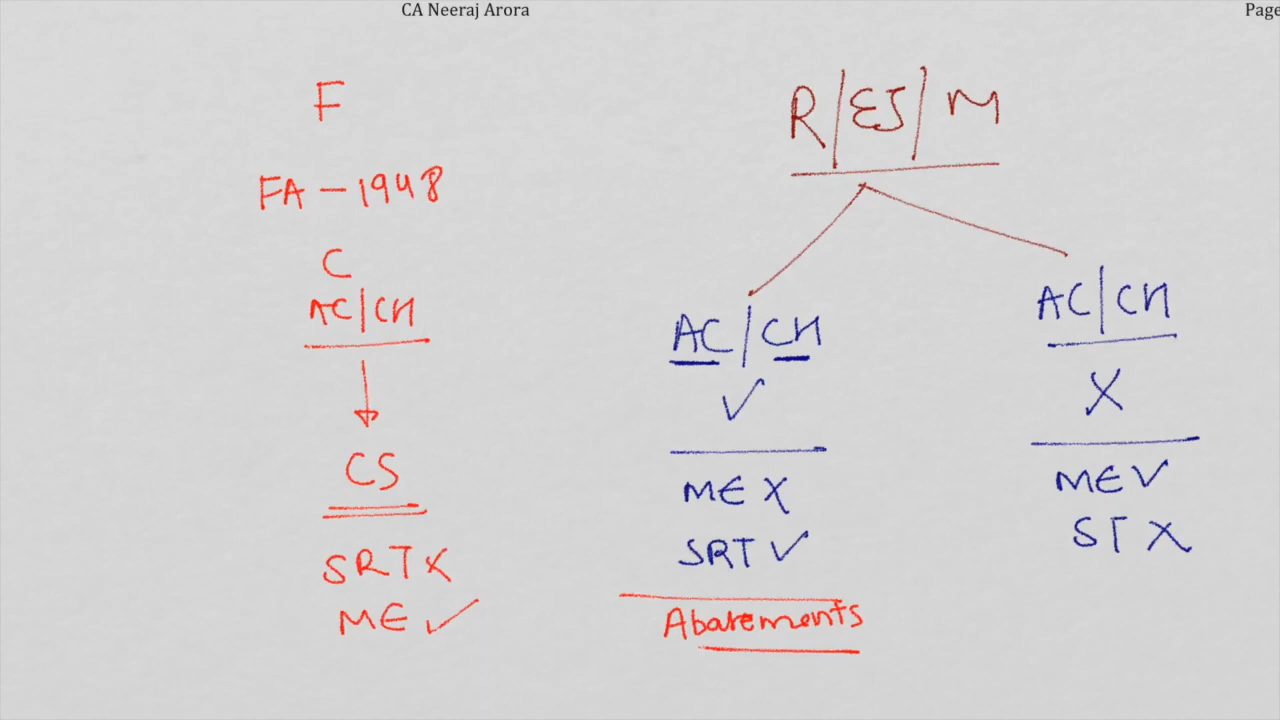 CA Neeraj Arora
Page
F
FA - 1948
C
AC/CH
CS
SRT X
ME ✓
R/EJ/M
AC/CH
✓
ME X
SRT ✓
Abatements
AC/CH
X
ME ✓
ST X